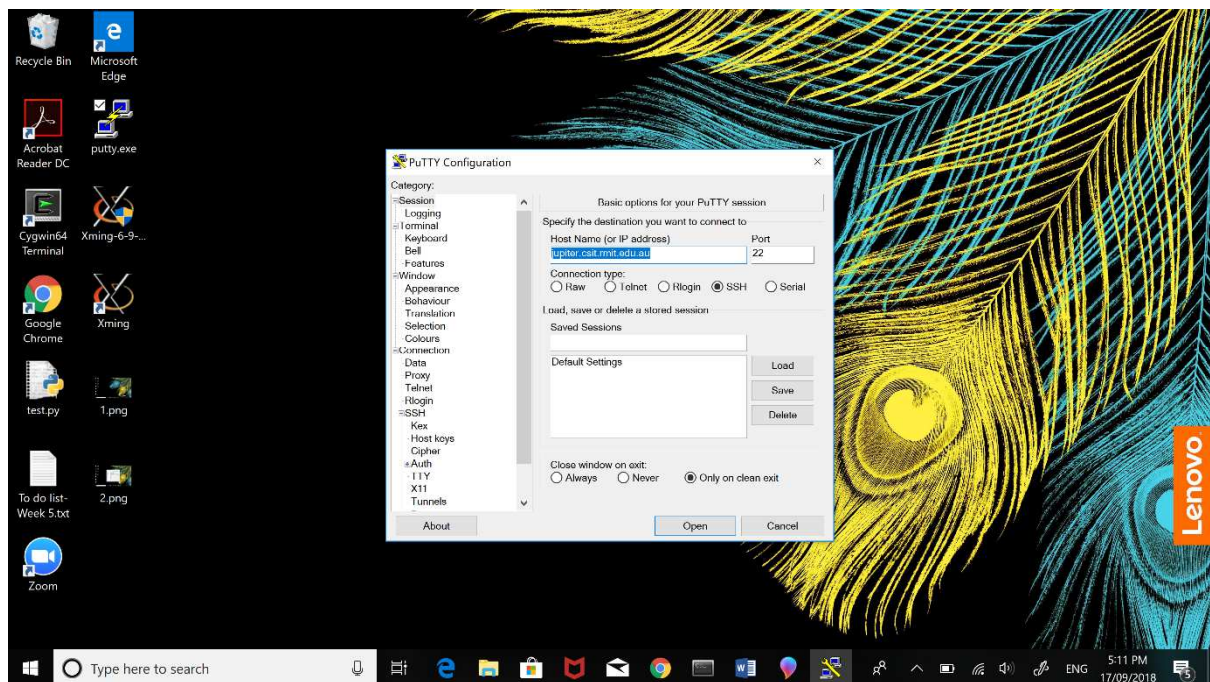 Recycle Bin
Microsoft
Edge
Acrobat
Reader DC
putty.exe
Cygwin64
Terminal
Xming-6-9-...
Google
Chrome
Xming
test.py
1.png
To do list-
Week 5.txt
2.png
Zoom
PuTTY Configuration
Category:
Session
Logging
Terminal
Keyboard
Bell
Features
Window
Appearance
Behaviour
Translation
Selection
Colours
Connection
Data
Proxy
Telnet
Rlogin
SSH
Kex
Host keys
Cipher
Auth
TTY
X11
Tunnels
Basic options for your PuTTY session
Specify the destination you want to connect to
Host Name (or IP address) Port
jupiter.csit.rmit.edu.au 22
Connection type:
Raw Telnet Rlogin SSH Serial
Load, save or delete a stored session
Saved Sessions
Default Settings
Load
Save
Delete
Close window on exit:
Always Never Only on clean exit
About Open Cancel
Lenovo
Type here to search
ENG
5:11 PM
17/09/2018
5